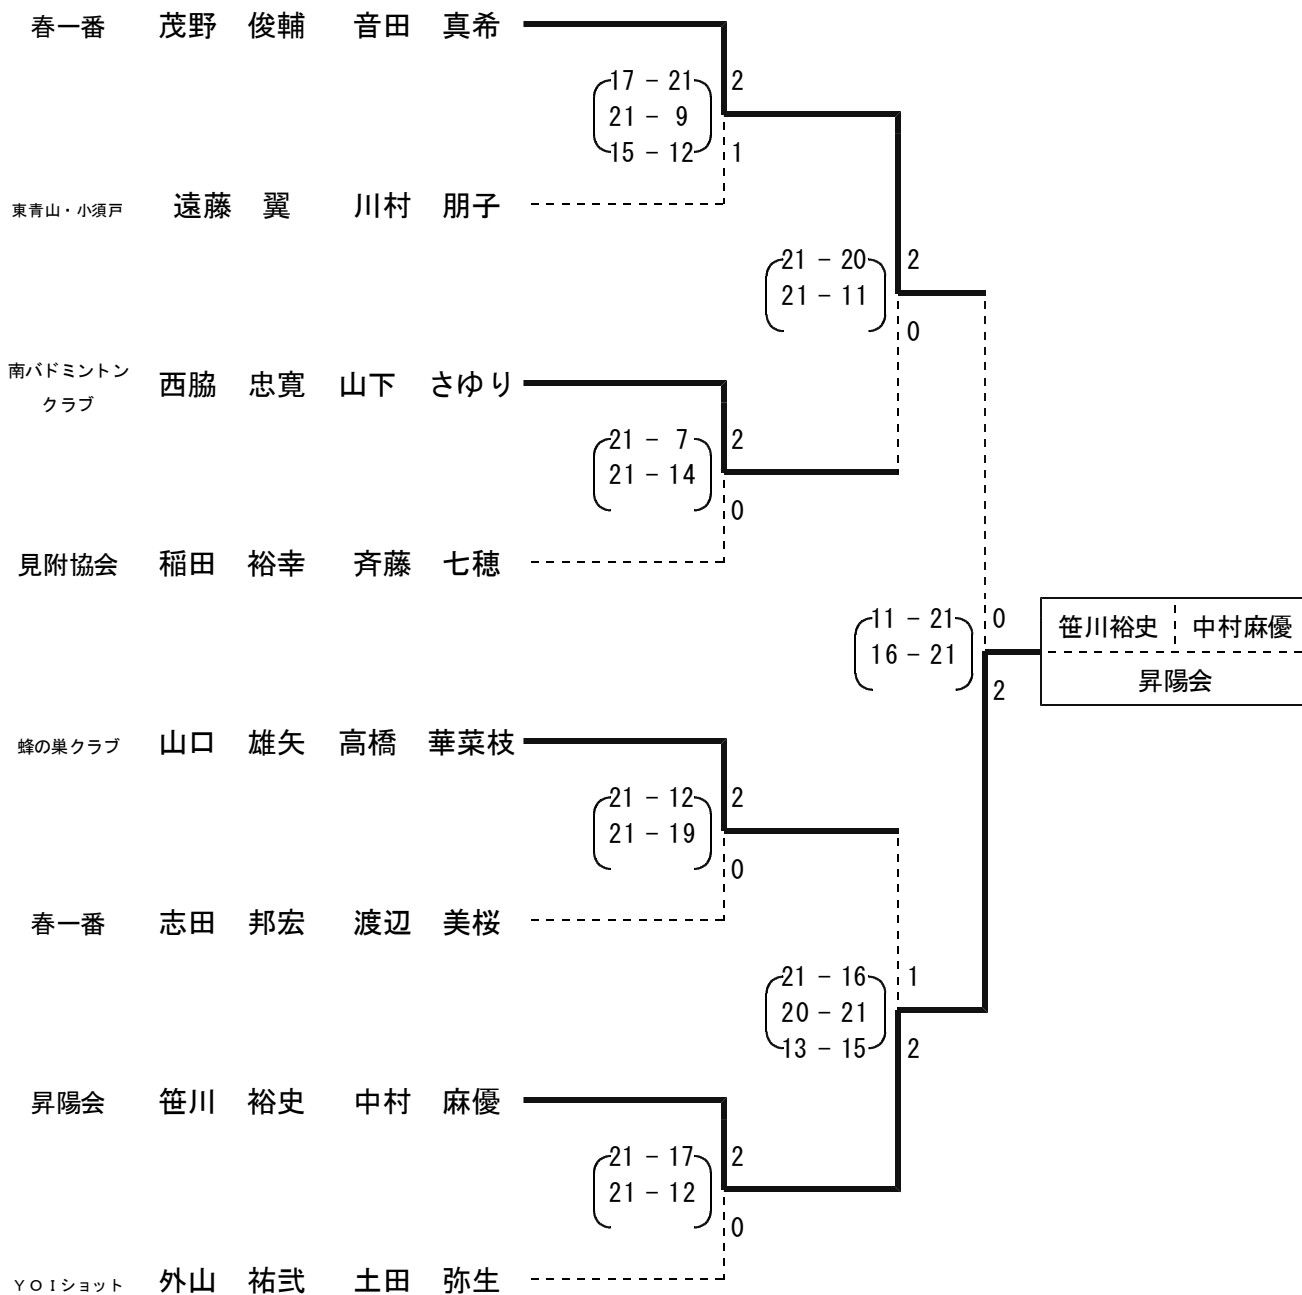 春一番　茂野　俊輔　音田　真希
17 － 21　2
21 － 9
15 － 12　1
東青山・小須戸　遠藤　翼　川村　朋子
21 － 20　2
21 － 11
0
南バドミントン
クラブ
西脇　忠寛　山下　さゆり
21 － 7　2
21 － 14
0
見附協会　稲田　裕幸　斉藤　七穂
11 － 21　0
16 － 21
2
笹川裕史　中村麻優
昇陽会
蜂の巣クラブ　山口　雄矢　高橋　華菜枝
21 － 12　2
21 － 19
0
春一番　志田　邦宏　渡辺　美桜
21 － 16　1
20 － 21
13 － 15　2
昇陽会　笹川　裕史　中村　麻優
21 － 17　2
21 － 12
0
ＹＯＩショット　外山　祐弐　土田　弥生